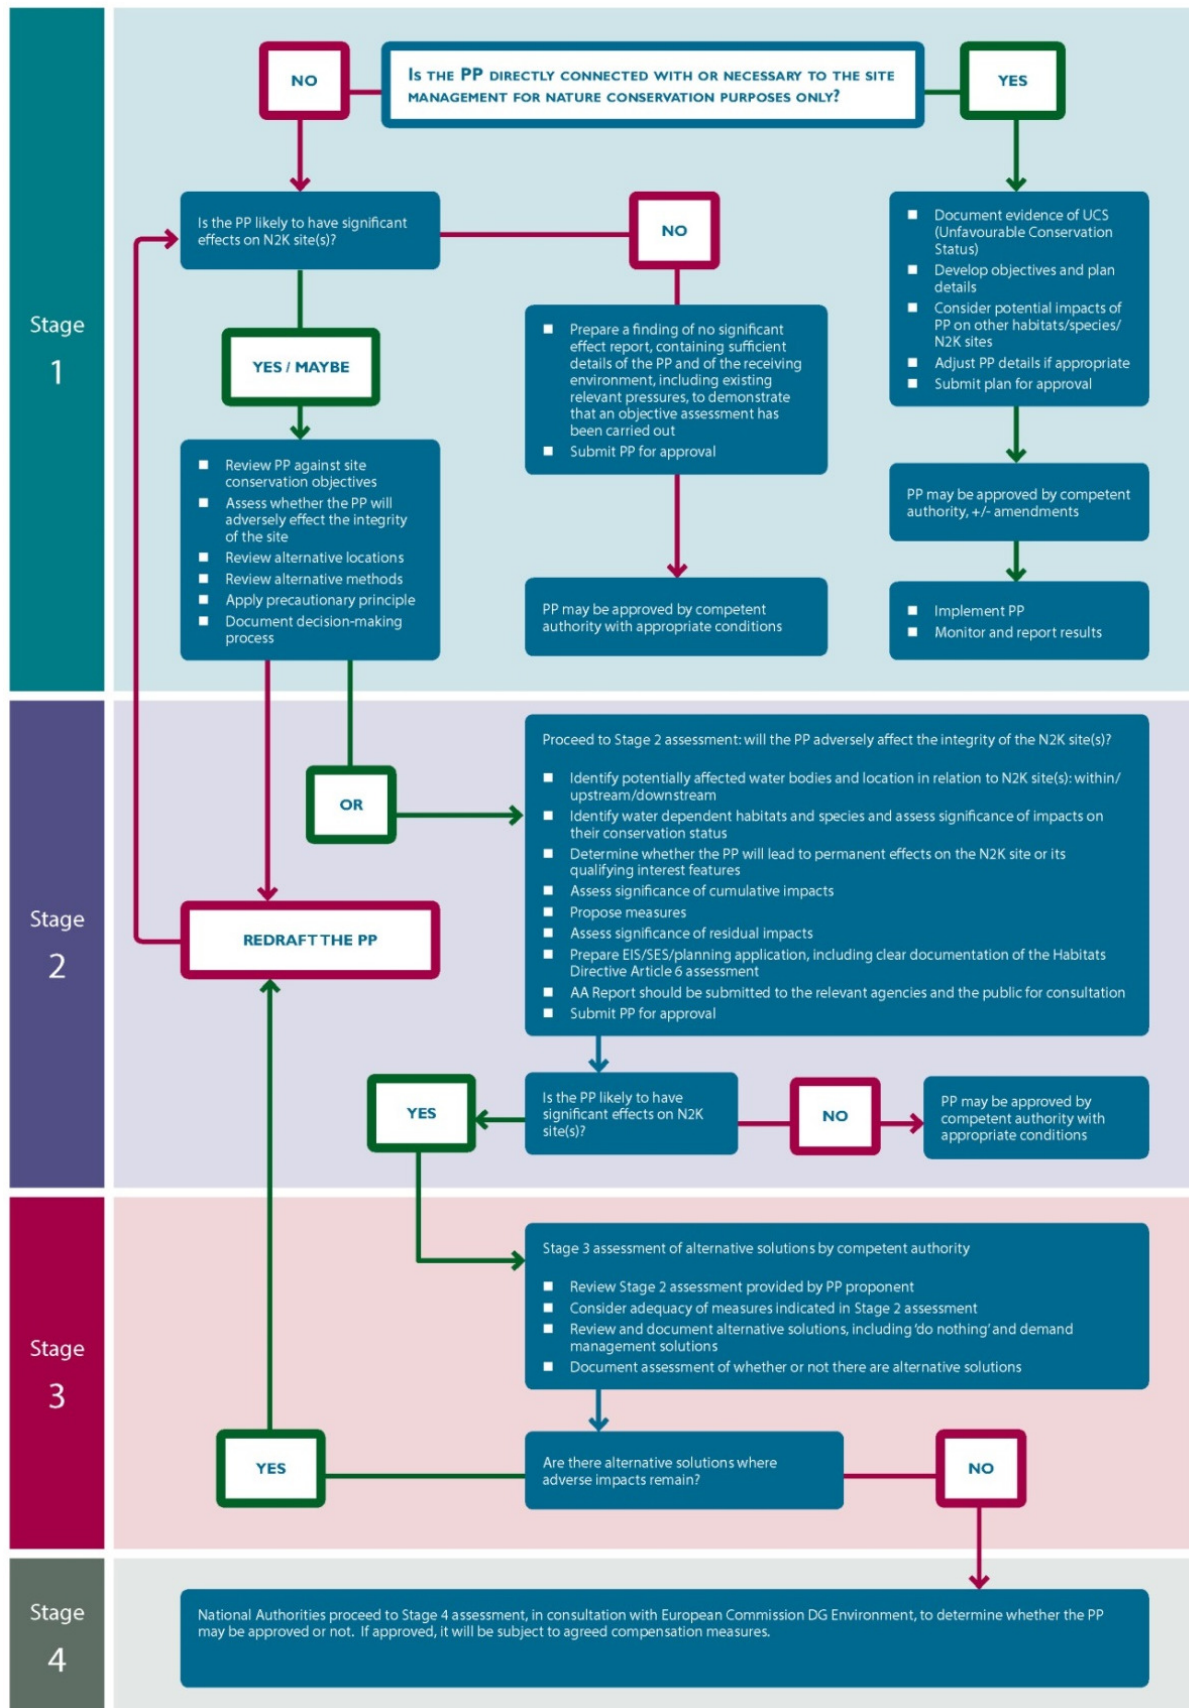 Stage
1
NO
IS THE PP DIRECTLY CONNECTED WITH OR NECESSARY TO THE SITE
MANAGEMENT FOR NATURE CONSERVATION PURPOSES ONLY?
YES
Is the PP likely to have significant
effects on N2K site(s)?
NO
■ Document evidence of UCS
(Unfavourable Conservation
Status)
■ Develop objectives and plan
details
■ Consider potential impacts of
PP on other habitats/species/
N2K sites
■ Adjust PP details if appropriate
■ Submit plan for approval
YES / MAYBE
■ Prepare a finding of no significant
effect report, containing sufficient
details of the PP and of the receiving
environment, including existing
relevant pressures, to demonstrate
that an objective assessment has
been carried out
■ Submit PP for approval
■ Review PP against site
conservation objectives
■ Assess whether the PP will
adversely effect the integrity
of the site
■ Review alternative locations
■ Review alternative methods
■ Apply precautionary principle
■ Document decision-making
process
PP may be approved by competent
authority, +/- amendments
PP may be approved by competent
authority with appropriate conditions
■ Implement PP
■ Monitor and report results
Stage
2
OR
Proceed to Stage 2 assessment: will the PP adversely affect the integrity of the N2K site(s)?
■ Identify potentially affected water bodies and location in relation to N2K site(s): within/
upstream/downstream
■ Identify water dependent habitats and species and assess significance of impacts on
their conservation status
■ Determine whether the PP will lead to permanent effects on the N2K site or its
qualifying interest features
■ Assess significance of cumulative impacts
■ Propose measures
■ Assess significance of residual impacts
■ Prepare EIS/SES/planning application, including clear documentation of the Habitats
Directive Article 6 assessment
■ AA Report should be submitted to the relevant agencies and the public for consultation
■ Submit PP for approval
REDRAFT THE PP
YES
Is the PP likely to have
significant effects on N2K
site(s)?
NO
PP may be approved by
competent authority with
appropriate conditions
Stage
3
Stage 3 assessment of alternative solutions by competent authority
■ Review Stage 2 assessment provided by PP proponent
■ Consider adequacy of measures indicated in Stage 2 assessment
■ Review and document alternative solutions, including 'do nothing' and demand
management solutions
■ Document assessment of whether or not there are alternative solutions
YES
Are there alternative solutions where
adverse impacts remain?
NO
Stage
4
National Authorities proceed to Stage 4 assessment, in consultation with European Commission DG Environment, to determine whether the PP
may be approved or not. If approved, it will be subject to agreed compensation measures.